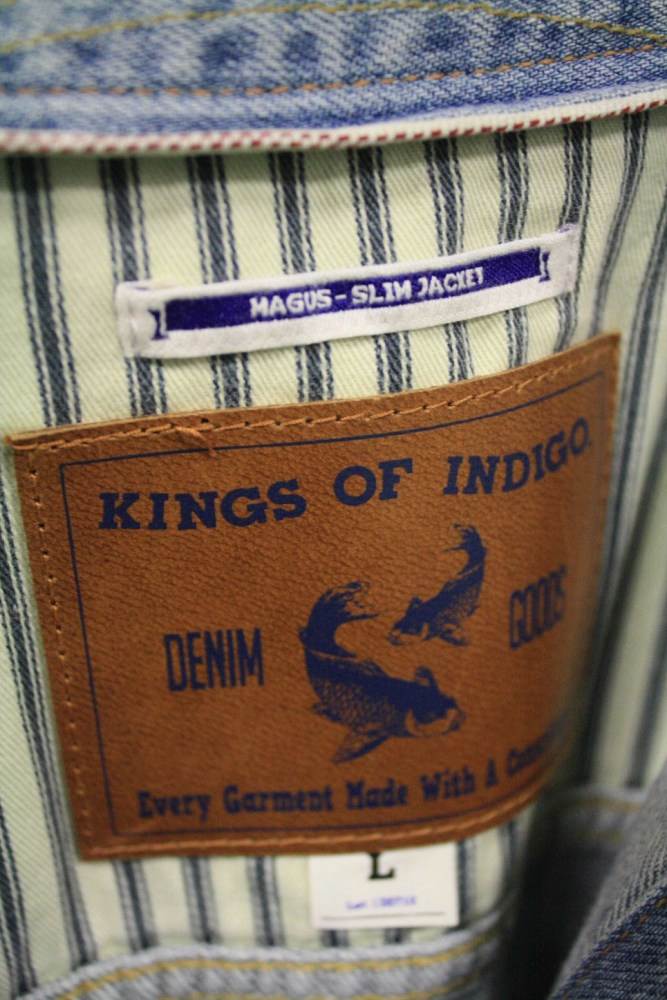 MAGUS-SLIM JACKET
KINGS OF INDIGO.
DENIM
GOODS
Every Garment Made With A
L